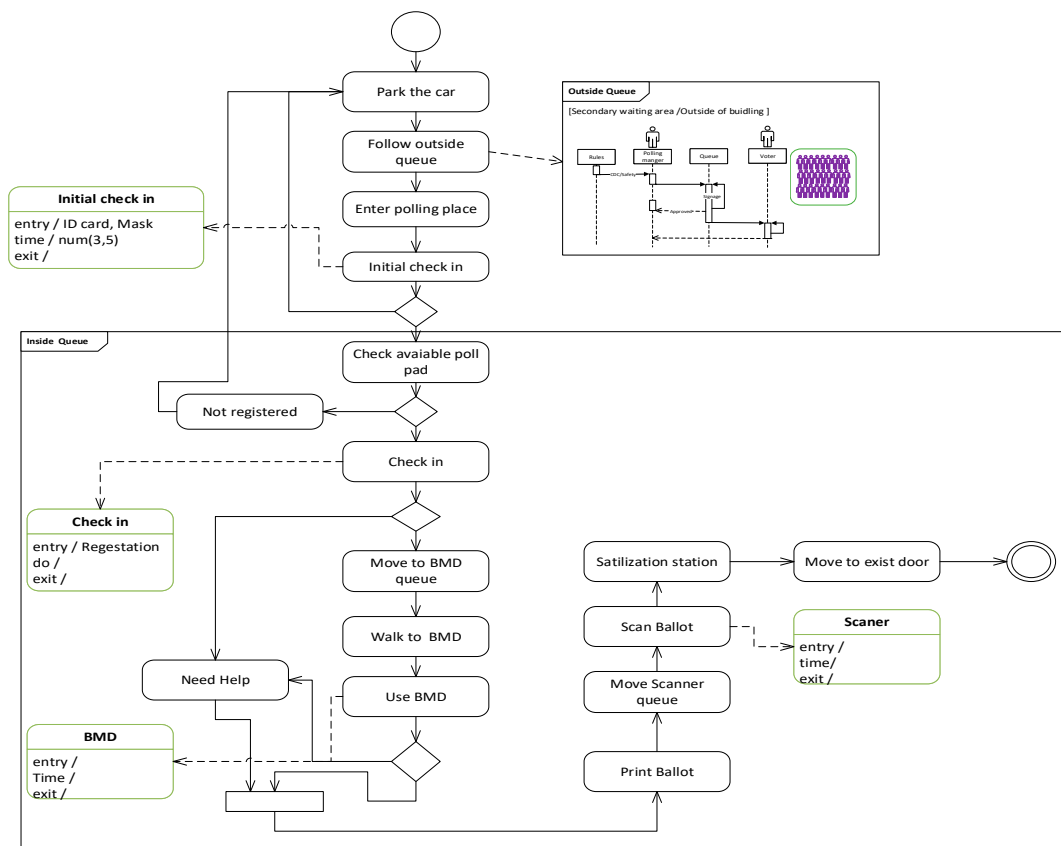 Park the car
Follow outside
queue
Enter polling place
Initial check in
Outside Queue
[Secondary waiting area /Outside of buidling ]
Rules
Polling
manger
Queue
Voter
CDC/Safety
Signage
Approved
Initial check in
entry / ID card, Mask
time / num(3,5)
exit /
Inside Queue
Check avaiable poll
pad
Not registered
Check in
Check in
entry / Regestation
do /
exit /
Move to BMD
queue
Walk to BMD
Need Help
Use BMD
BMD
entry /
Time /
exit /
Satilization station
Move to exist door
Scan Ballot
Scaner
entry /
time/
exit /
Move Scanner
queue
Print Ballot